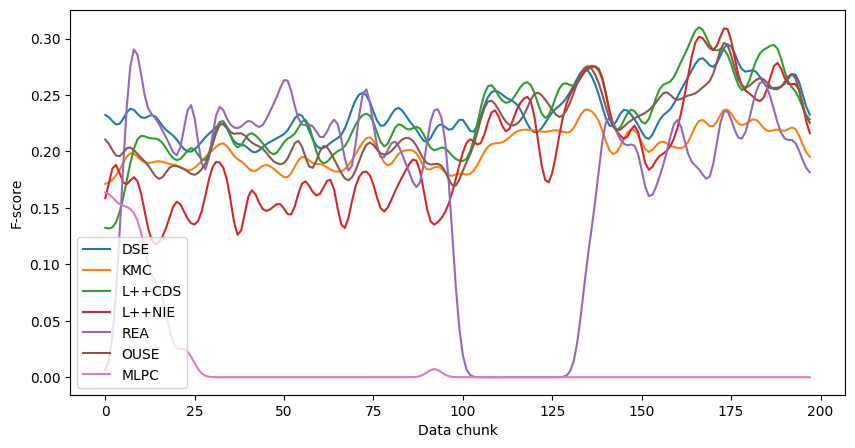 0.30
0.25
0.20
0.15
0.10
0.05
0.00
F-score
DSE
KMC
L++CDS
L++NIE
REA
OUSE
MLPC
0 25 50 75 100 125 150 175 200
Data chunk